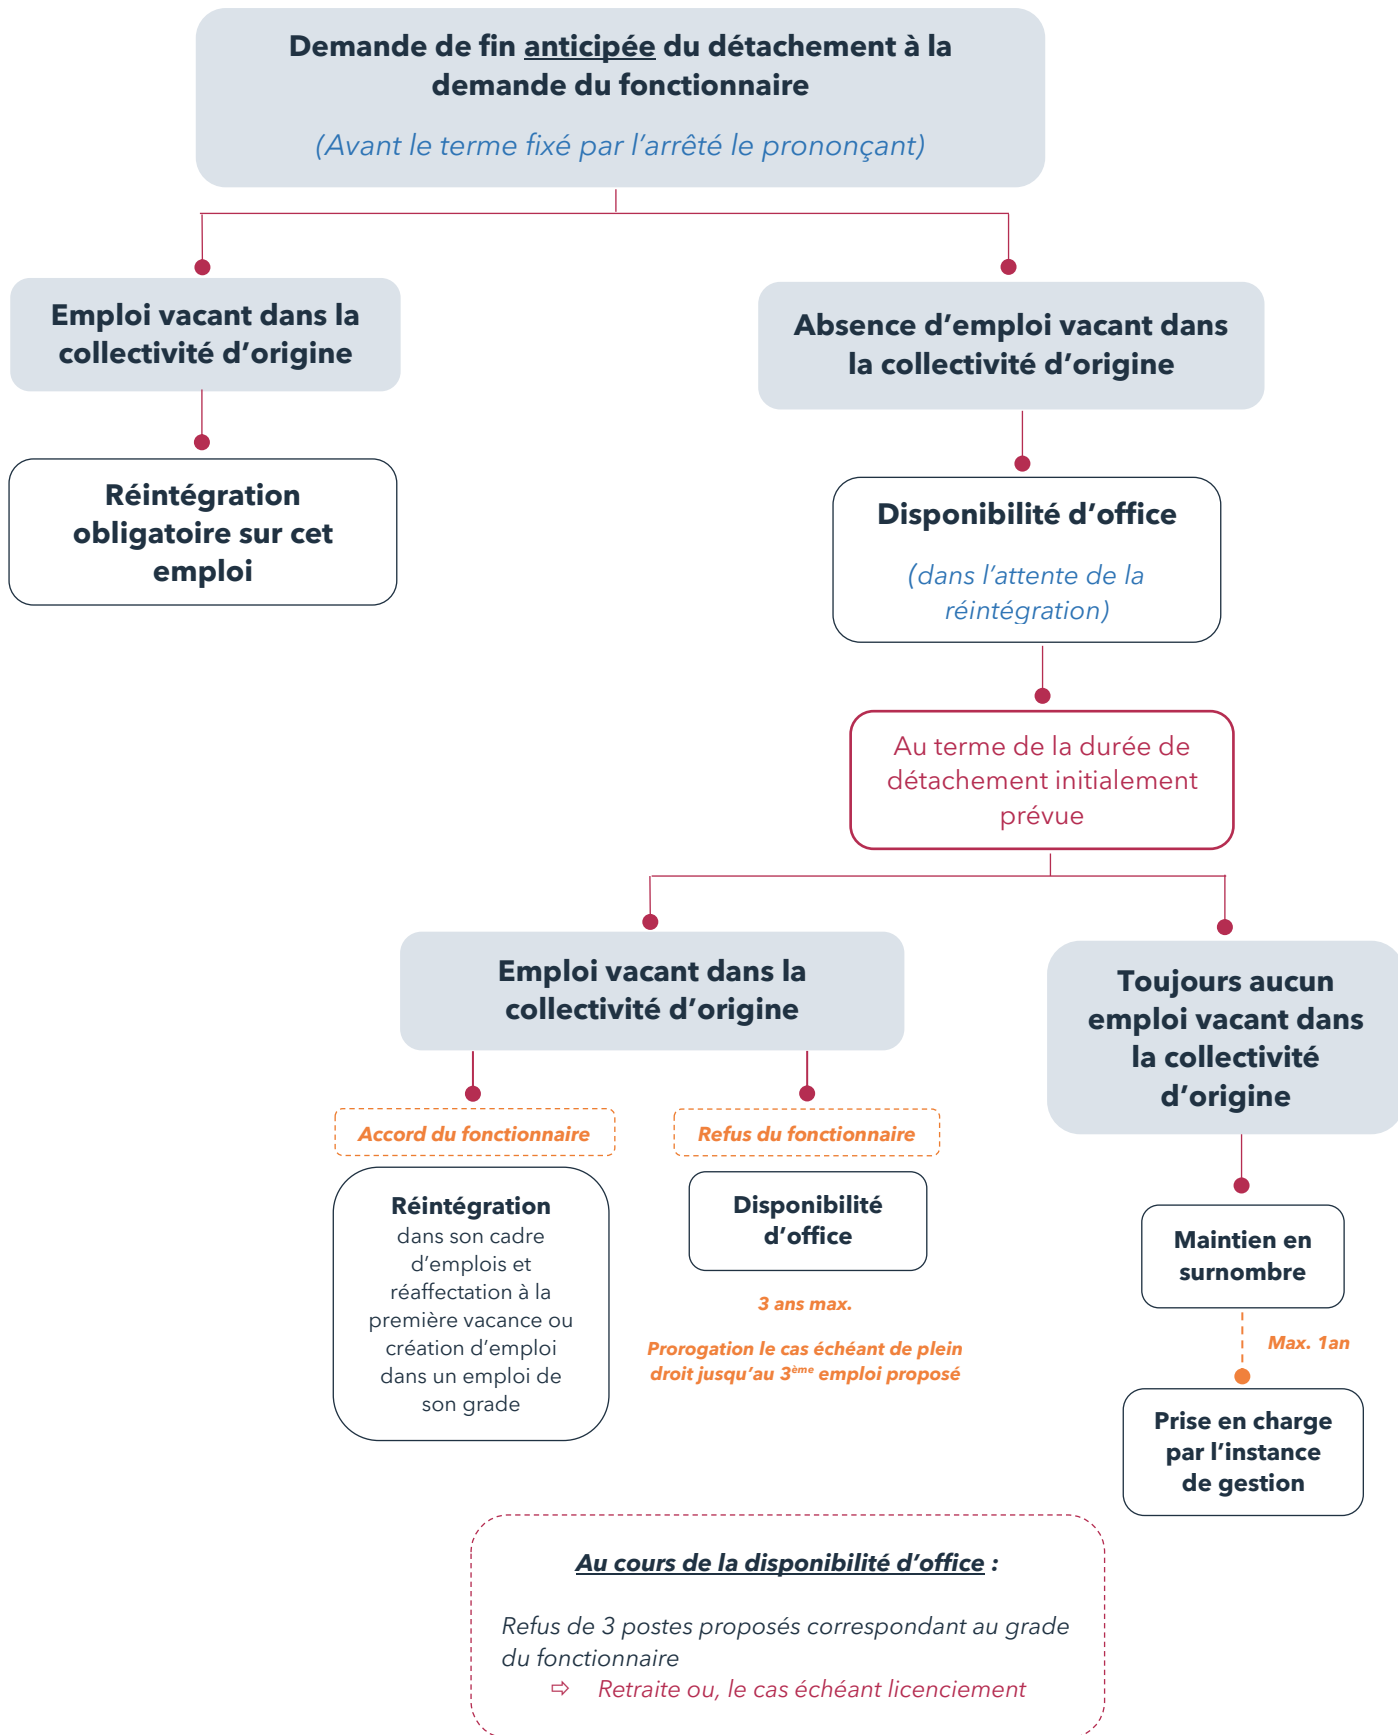 Demande de fin anticipée du détachement à la
demande du fonctionnaire
(Avant le terme fixé par l’arrêté le prononçant)
Emploi vacant dans la
collectivité d’origine
Absence d’emploi vacant dans
la collectivité d’origine
Réintégration
obligatoire sur cet
emploi
Disponibilité d’office
(dans l’attente de la
réintégration)
Au terme de la durée de
détachement initialement
prévue
Emploi vacant dans la
collectivité d’origine
Toujours aucun
emploi vacant dans
la collectivité
d’origine
Accord du fonctionnaire
Refus du fonctionnaire
Réintégration
dans son cadre
d’emplois et
réaffectation à la
première vacance ou
création d’emploi
dans un emploi de
son grade
Disponibilité
d’office
3 ans max.
Prorogation le cas échéant de plein
droit jusqu’au 3ème emploi proposé
Maintien en
surnombre
Max. 1an
Prise en charge
par l’instance
de gestion
Au cours de la disponibilité d’office :
Refus de 3 postes proposés correspondant au grade
du fonctionnaire
⇨ Retraite ou, le cas échéant licenciement